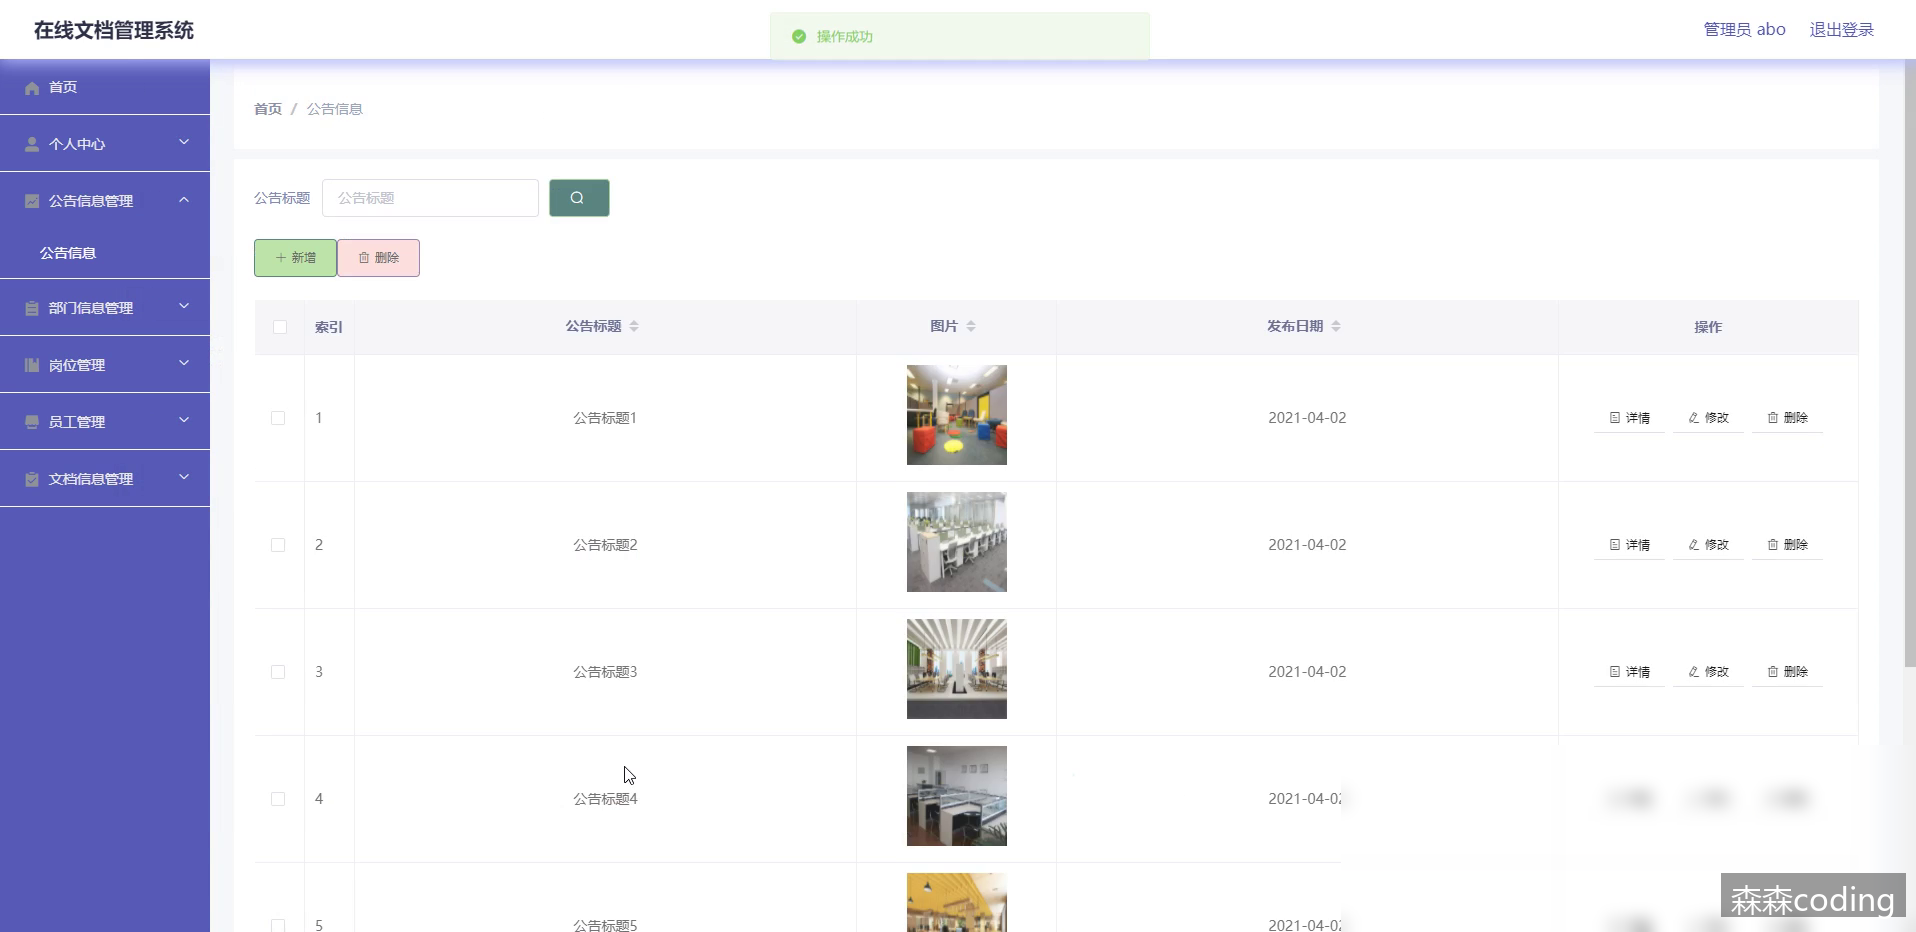 在线文档管理系统
操作成功
管理员 abo
退出登录
首页
个人中心
公告信息管理
公告信息
部门信息管理
岗位管理
员工管理
文档信息管理
首页 / 公告信息
公告标题 公告标题
新增 删除
索引 公告标题 图片 发布日期 操作
1 公告标题1 2021-04-02 详情 修改 删除
2 公告标题2 2021-04-02 详情 修改 删除
3 公告标题3 2021-04-02 详情 修改 删除
4 公告标题4 2021-04-02
5 公告标题5 2021-04-02
森森coding